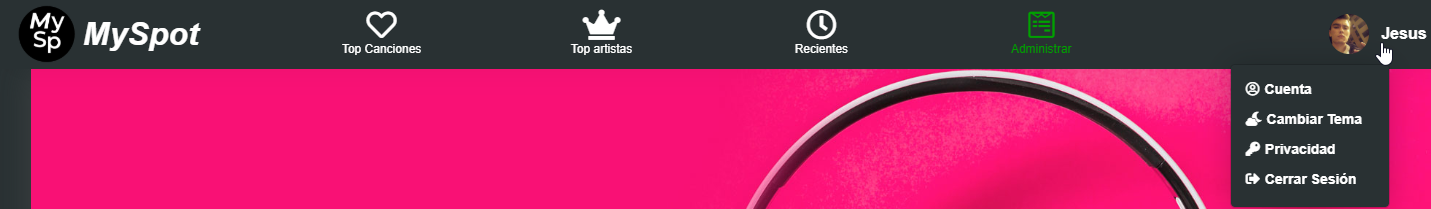 My
Sp
MySpot
Top Canciones
Top artistas
Recientes
Administrar
Jesus
Cuenta
Cambiar Tema
Privacidad
Cerrar Sesión